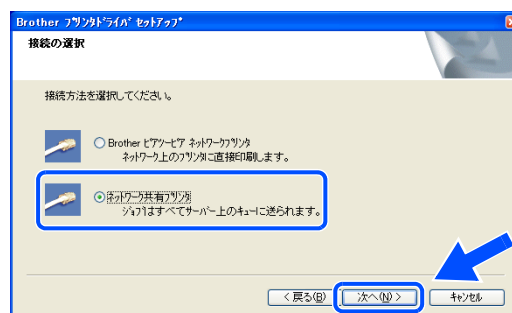 Brother プリンタドライバ セットアップ
接続の選択
接続方法を選択してください。
Brother ピアツーピア ネットワークプリンタ
ネットワーク上のプリンタに直接印刷します。
ネットワーク共有プリンタ
ジョブはすべてサーバー上のキューに送られます。
< 戻る(B)
次へ(N) >
キャンセル